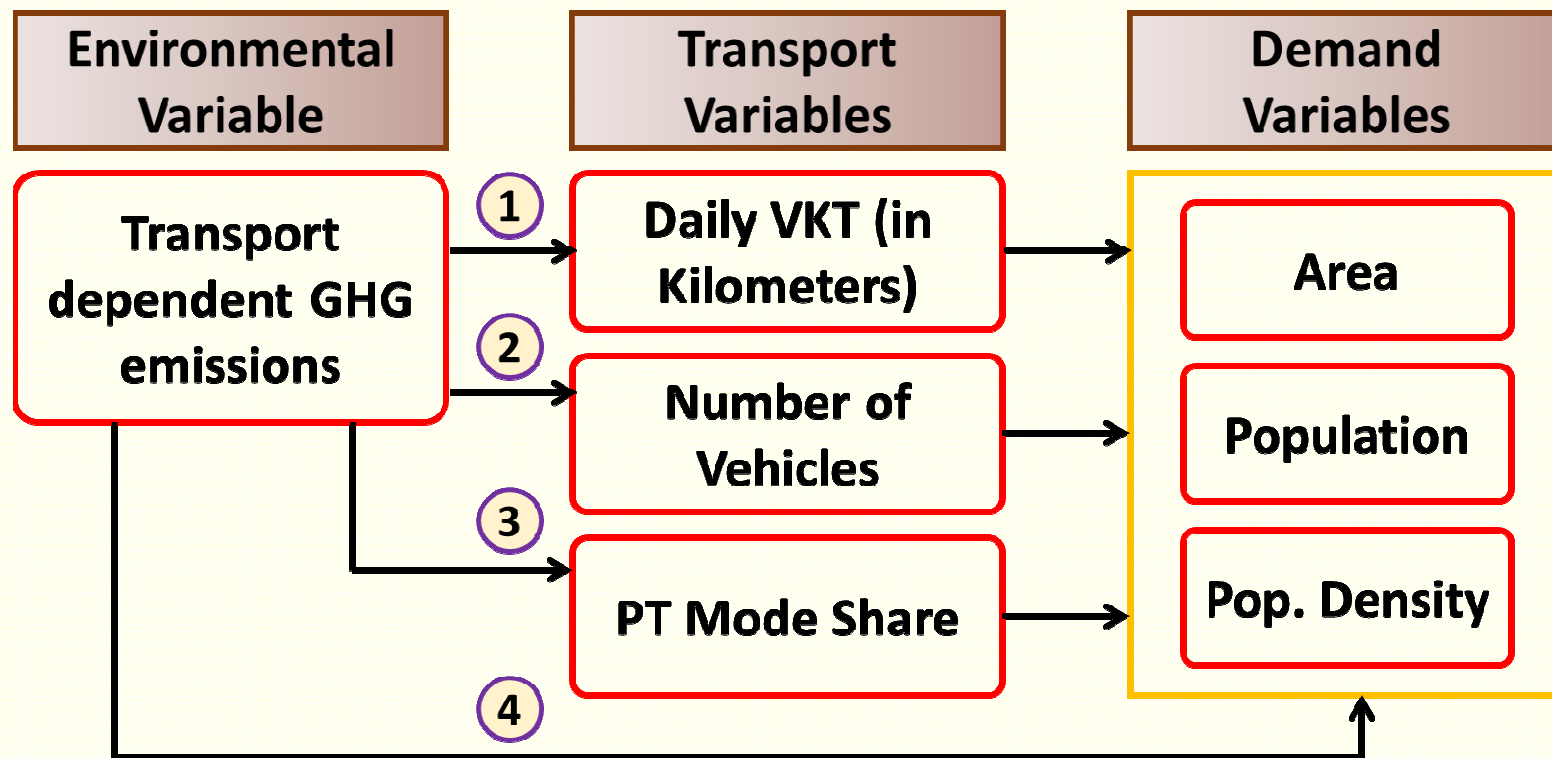 Environmental
Variable
Transport
Variables
Demand
Variables
Transport
dependent GHG
emissions
1
2
3
4
Daily VKT (in
Kilometers)
Number of
Vehicles
PT Mode Share
Area
Population
Pop. Density